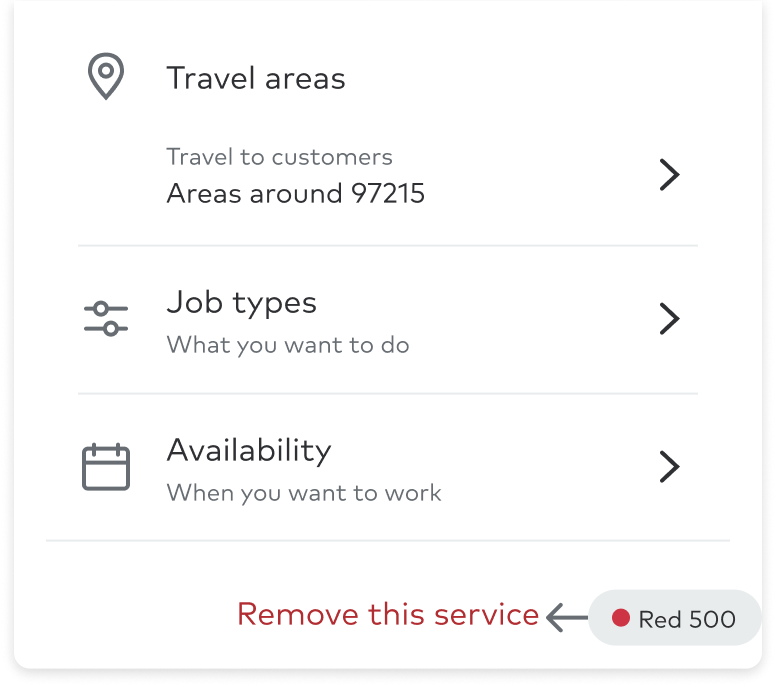 Travel areas
Travel to customers
Areas around 97215
Job types
What you want to do
Availability
When you want to work
Remove this service
Red 500